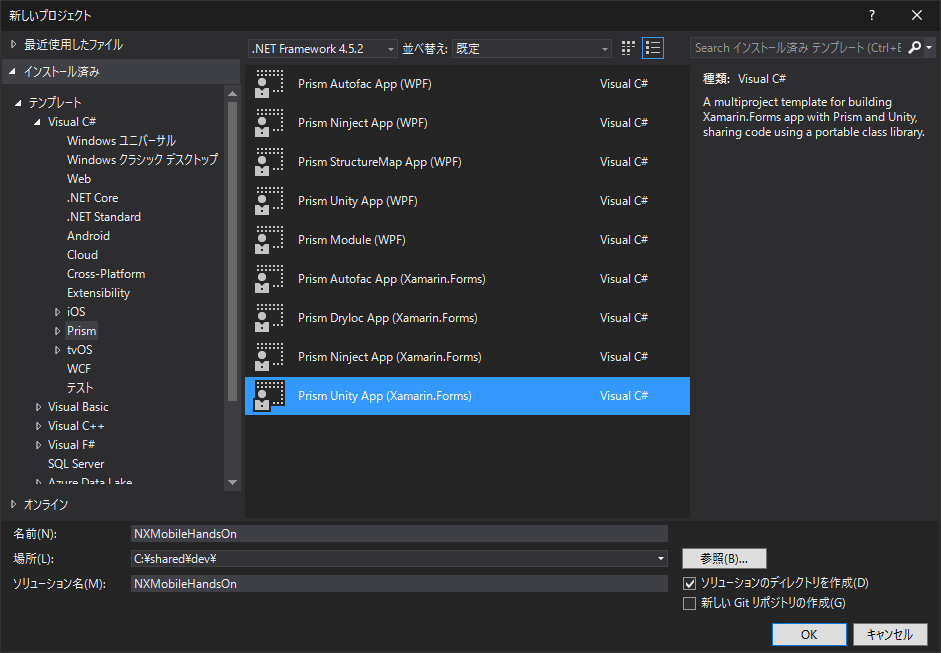 新しいプロジェクト
? ×
最近使用したファイル
インストール済み
.NET Framework 4.5.2
並べ替え: 既定
Search インストール済み テンプレート (Ctrl+E
テンプレート
Visual C#
Windows ユニバーサル
Windows クラシック デスクトップ
Web
.NET Core
.NET Standard
Android
Cloud
Cross-Platform
Extensibility
iOS
Prism
tvOS
WCF
テスト
Visual Basic
Visual C++
Visual F#
SQL Server
Azure Data Lake
オンライン
Prism Autofac App (WPF) Visual C#
Prism Ninject App (WPF) Visual C#
Prism StructureMap App (WPF) Visual C#
Prism Unity App (WPF) Visual C#
Prism Module (WPF) Visual C#
Prism Autofac App (Xamarin.Forms) Visual C#
Prism DryIoc App (Xamarin.Forms) Visual C#
Prism Ninject App (Xamarin.Forms) Visual C#
Prism Unity App (Xamarin.Forms) Visual C#
種類: Visual C#
A multiproject template for building
Xamarin.Forms app with Prism and Unity,
sharing code using a portable class library.
名前(N): NXMobileHandsOn
場所(L): C:¥shared¥dev¥
参照(B)...
ソリューション名(M): NXMobileHandsOn
ソリューションのディレクトリを作成(D)
新しい Git リポジトリの作成(G)
OK キャンセル